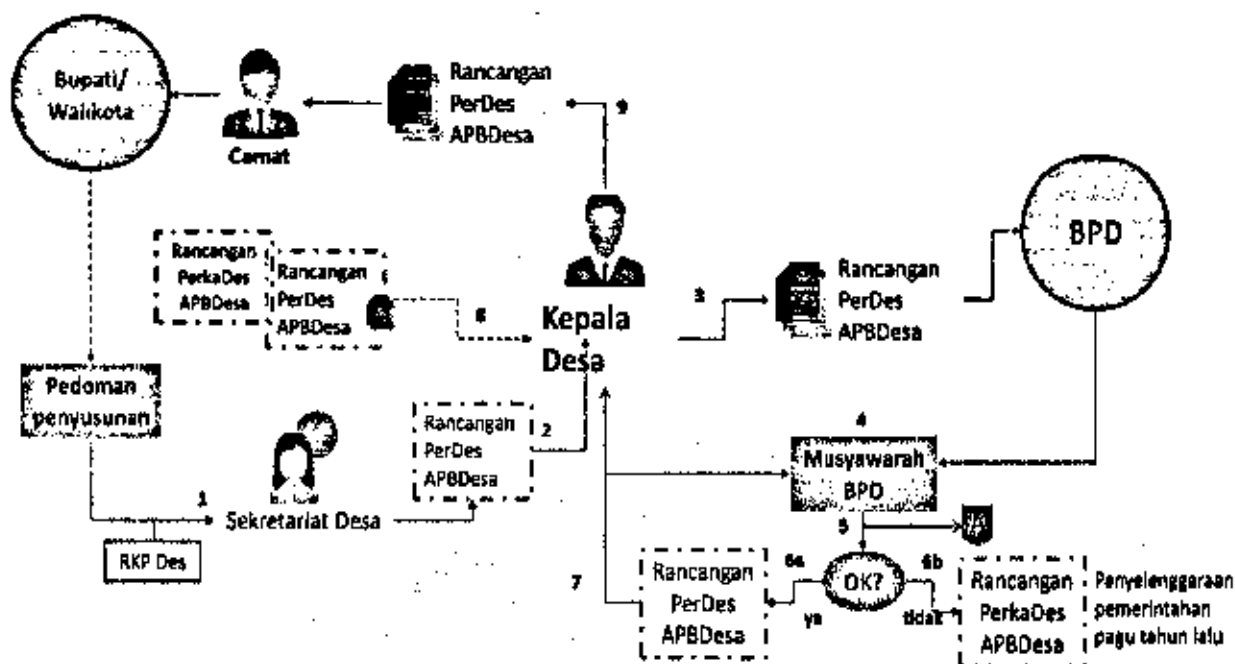 Bupati/
Walikota
Camat
Rancangan
PerDes
APBDesa
9
BPD
Rancangan
PerkaDes
APBDesa
Rancangan
PerDes
APBDesa
Kepala
Desa
Rancangan
PerDes
APBDesa
Pedoman
penyusunan
1
Sekretariat Desa
RKP Des
Rancangan
PerDes
APBDesa
2
4
Musyawarah
BPD
5
OK?
6a
ya
6b
tidak
7
Rancangan
PerDes
APBDesa
Rancangan
PerkaDes
APBDesa
Penyelenggaraan
pemerintahan
pagu tahun lalu